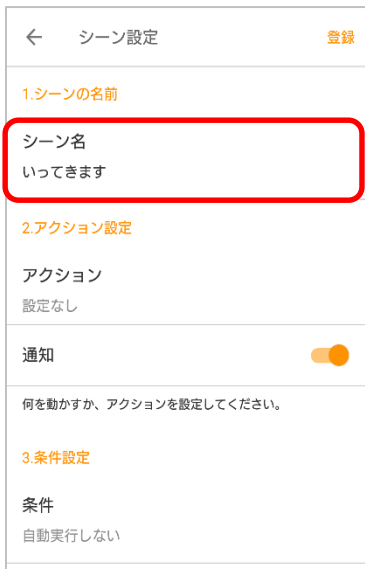 シーン設定 登録
1.シーンの名前
シーン名
いってきます
2.アクション設定
アクション
設定なし
通知
何を動かすか、アクションを設定してください。
3.条件設定
条件
自動実行しない